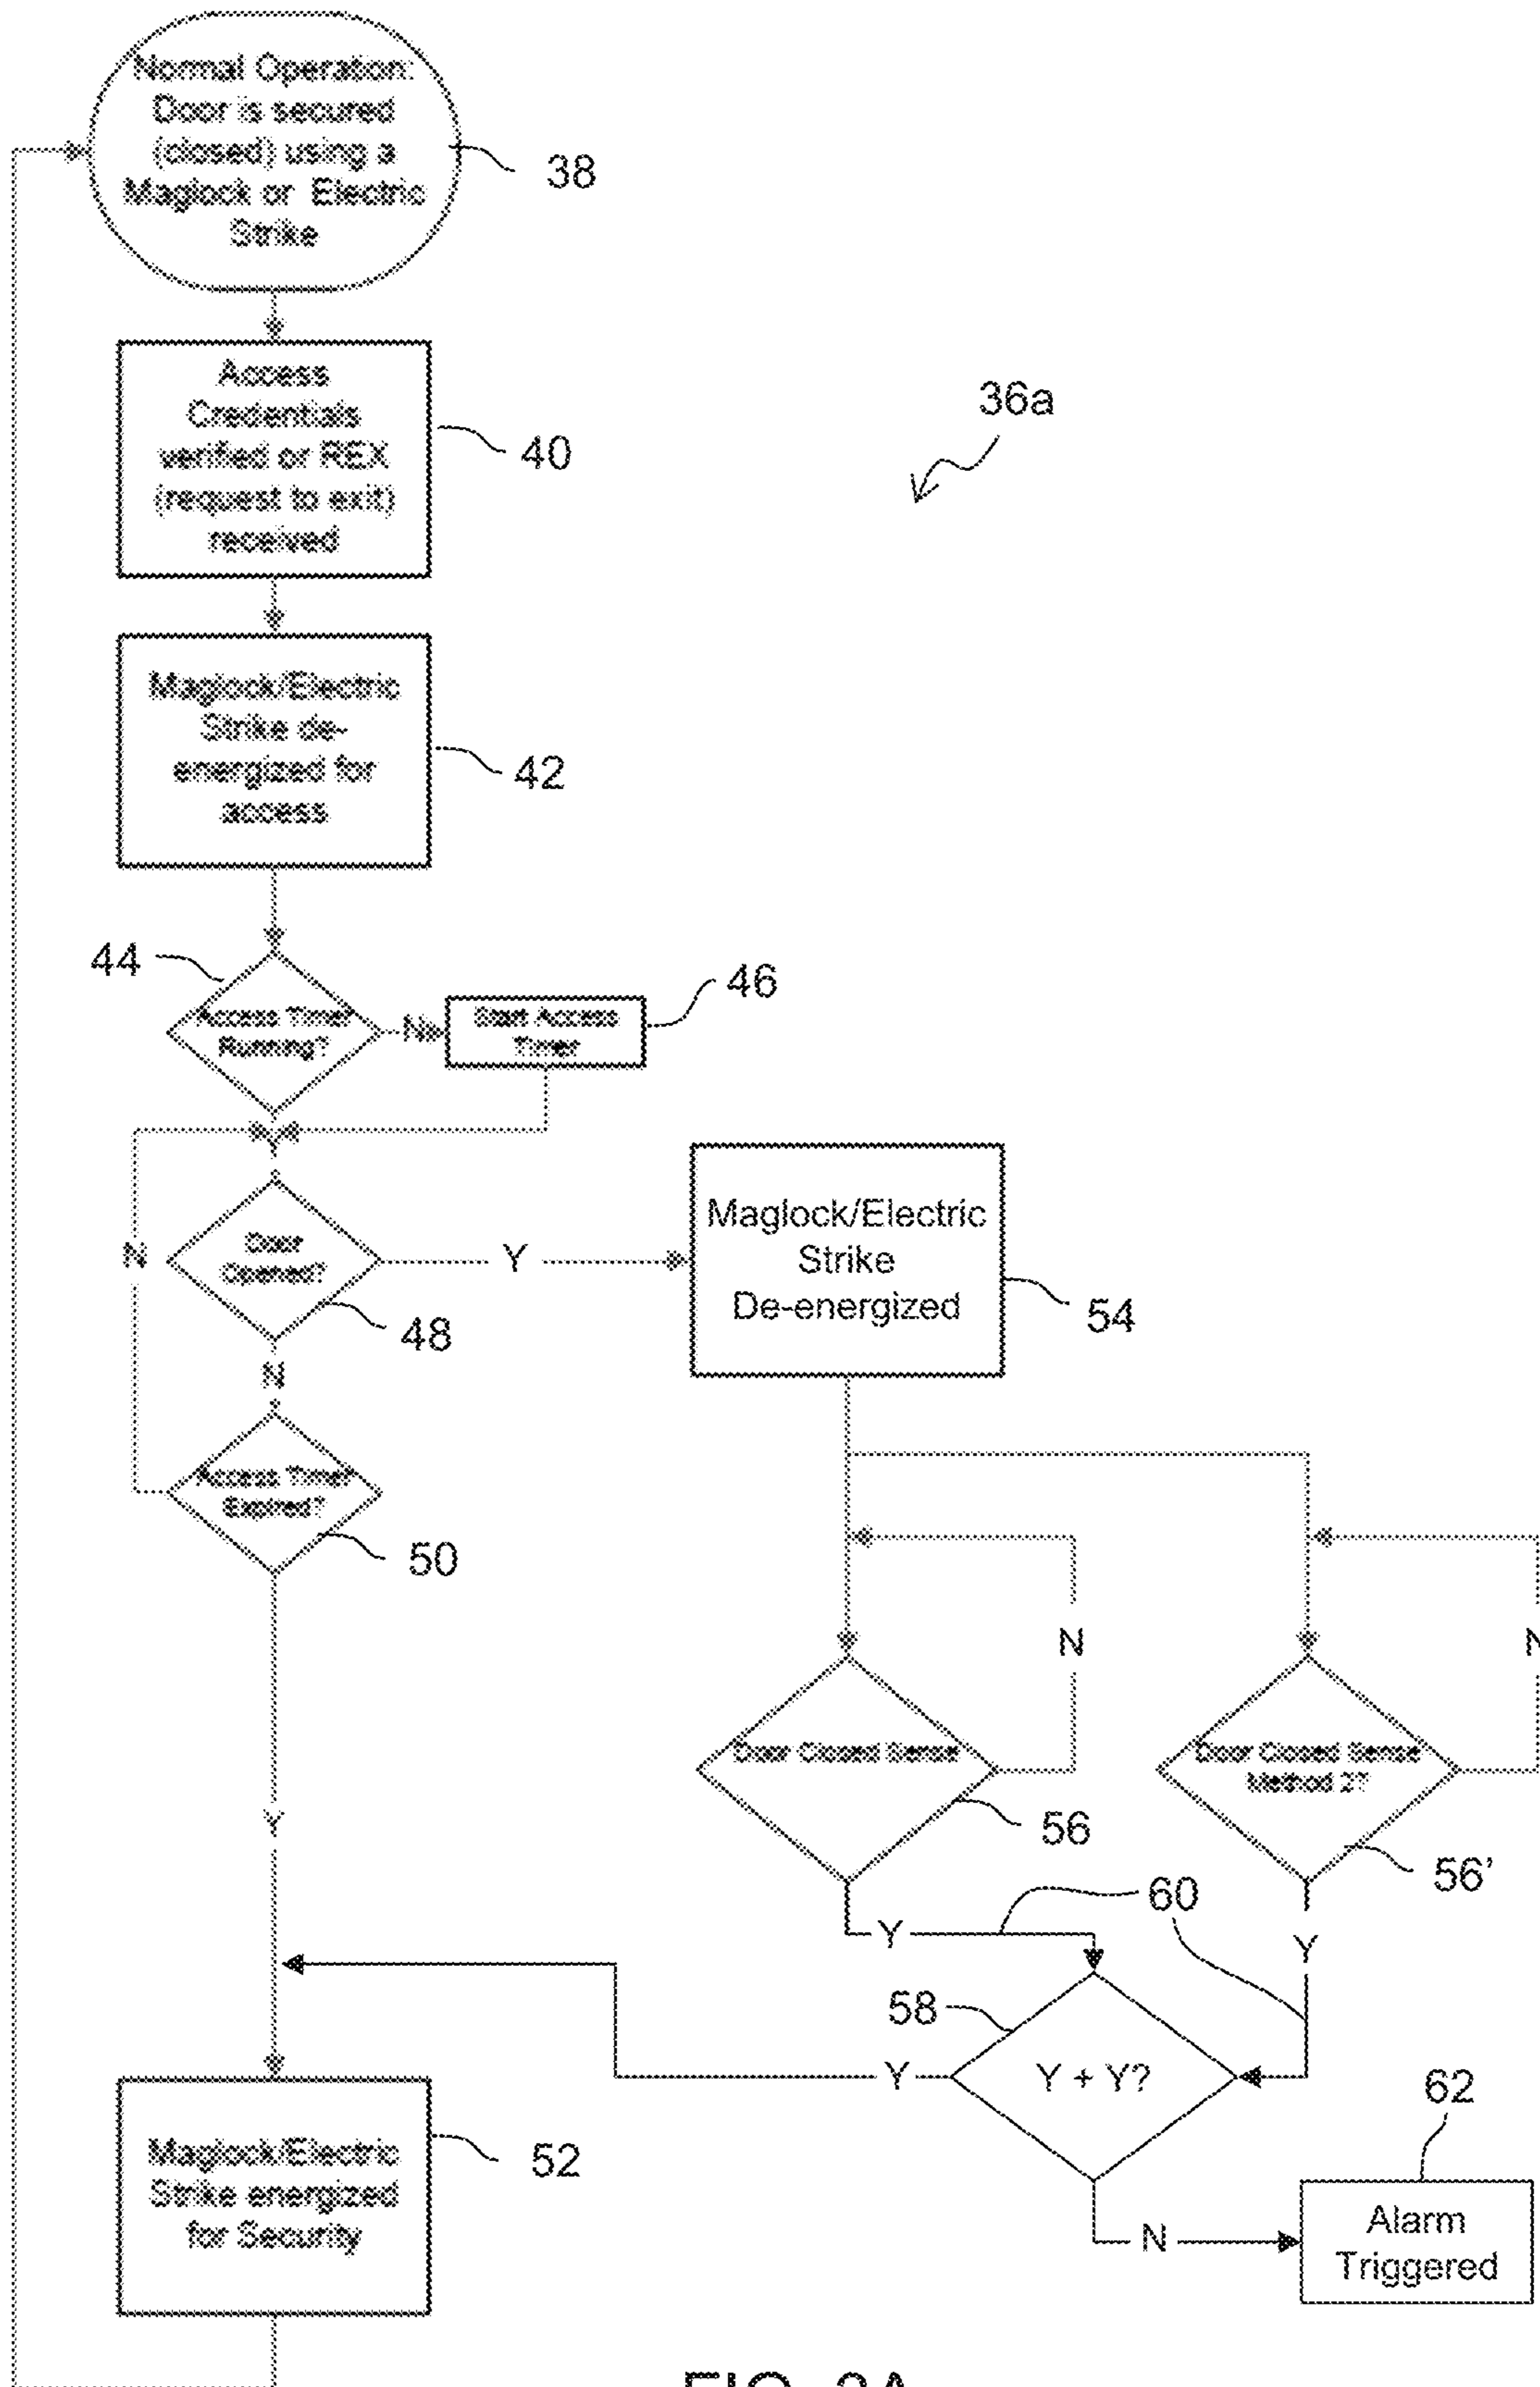 Normal Operation:
Door is secured
(closed) using a
Maglock or Electric
Strike
38
Access
Credentials
verified or REX
(request to exit)
received
40
36a
Maglock/Electric
Strike de-
energized for
access
42
44
Access Timer
Running?
N
Start Access
Timer
46
Y
Door
Opened?
48
N
Y
Maglock/Electric
Strike
De-energized
54
N
Access Timer
Expired?
50
N
N
Door Closed Sense
56
Door Closed Sense
Method 2?
56'
Y
60
Y
Y
58
Y + Y?
Y
62
Maglock/Electric
Strike energized
for Security
52
N
Alarm
Triggered